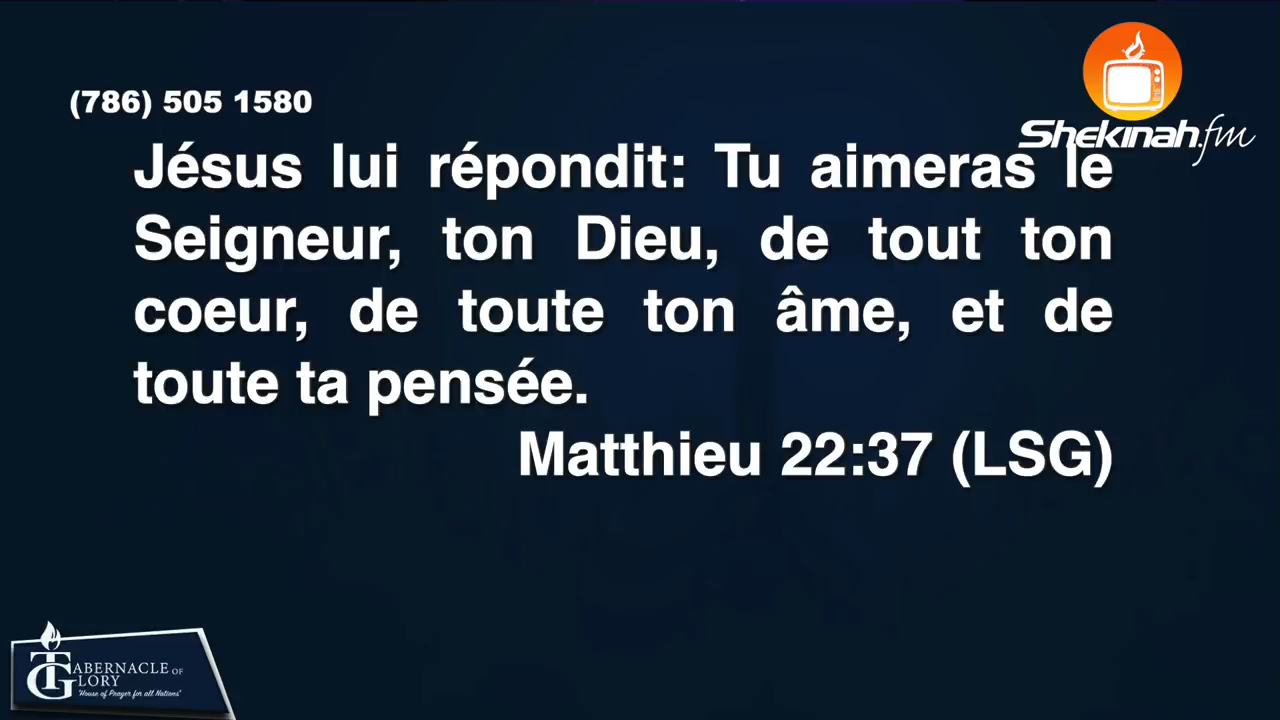 (786) 505 1580
Shekinah.fm
Jésus lui répondit: Tu aimeras le
Seigneur, ton Dieu, de tout ton
coeur, de toute ton âme, et de
toute ta pensée.
Matthieu 22:37 (LSG)
TABERNACLE OF
GLORY
"House of Prayer for all Nations"